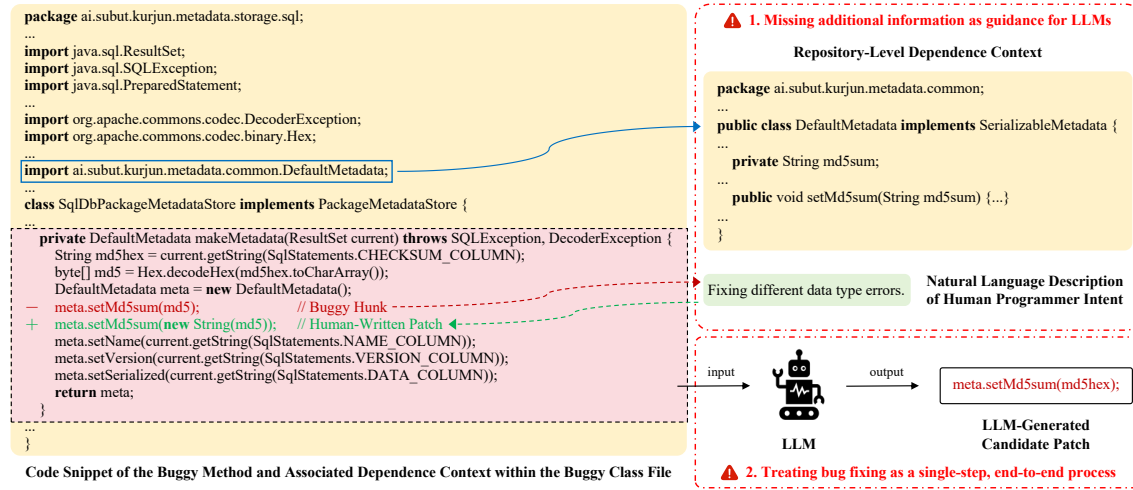 package ai.subut.kurjun.metadata.storage.sql;
...
import java.sql.ResultSet;
import java.sql.SQLException;
import java.sql.PreparedStatement;
...
import org.apache.commons.codec.DecoderException;
import org.apache.commons.codec.binary.Hex;
...
import ai.subut.kurjun.metadata.common.DefaultMetadata;
...
class SqlDbPackageMetadataStore implements PackageMetadataStore {
...
private DefaultMetadata makeMetadata(ResultSet current) throws SQLException, DecoderException {
String md5hex = current.getString(SqlStatements.CHECKSUM_COLUMN);
byte[] md5 = Hex.decodeHex(md5hex.toCharArray());
DefaultMetadata meta = new DefaultMetadata();
− meta.setMd5sum(md5); // Buggy Hunk
+ meta.setMd5sum(new String(md5)); // Human-Written Patch
meta.setName(current.getString(SqlStatements.NAME_COLUMN));
meta.setVersion(current.getString(SqlStatements.VERSION_COLUMN));
meta.setSerialized(current.getString(SqlStatements.DATA_COLUMN));
return meta;
}
...
}
Code Snippet of the Buggy Method and Associated Dependence Context within the Buggy Class File
1. Missing additional information as guidance for LLMs
Repository-Level Dependence Context
package ai.subut.kurjun.metadata.common;
...
public class DefaultMetadata implements SerializableMetadata {
...
private String md5sum;
...
public void setMd5sum(String md5sum) {...}
...
}
Fixing different data type errors.
Natural Language Description
of Human Programmer Intent
input
output
meta.setMd5sum(md5hex);
LLM
LLM-Generated
Candidate Patch
2. Treating bug fixing as a single-step, end-to-end process